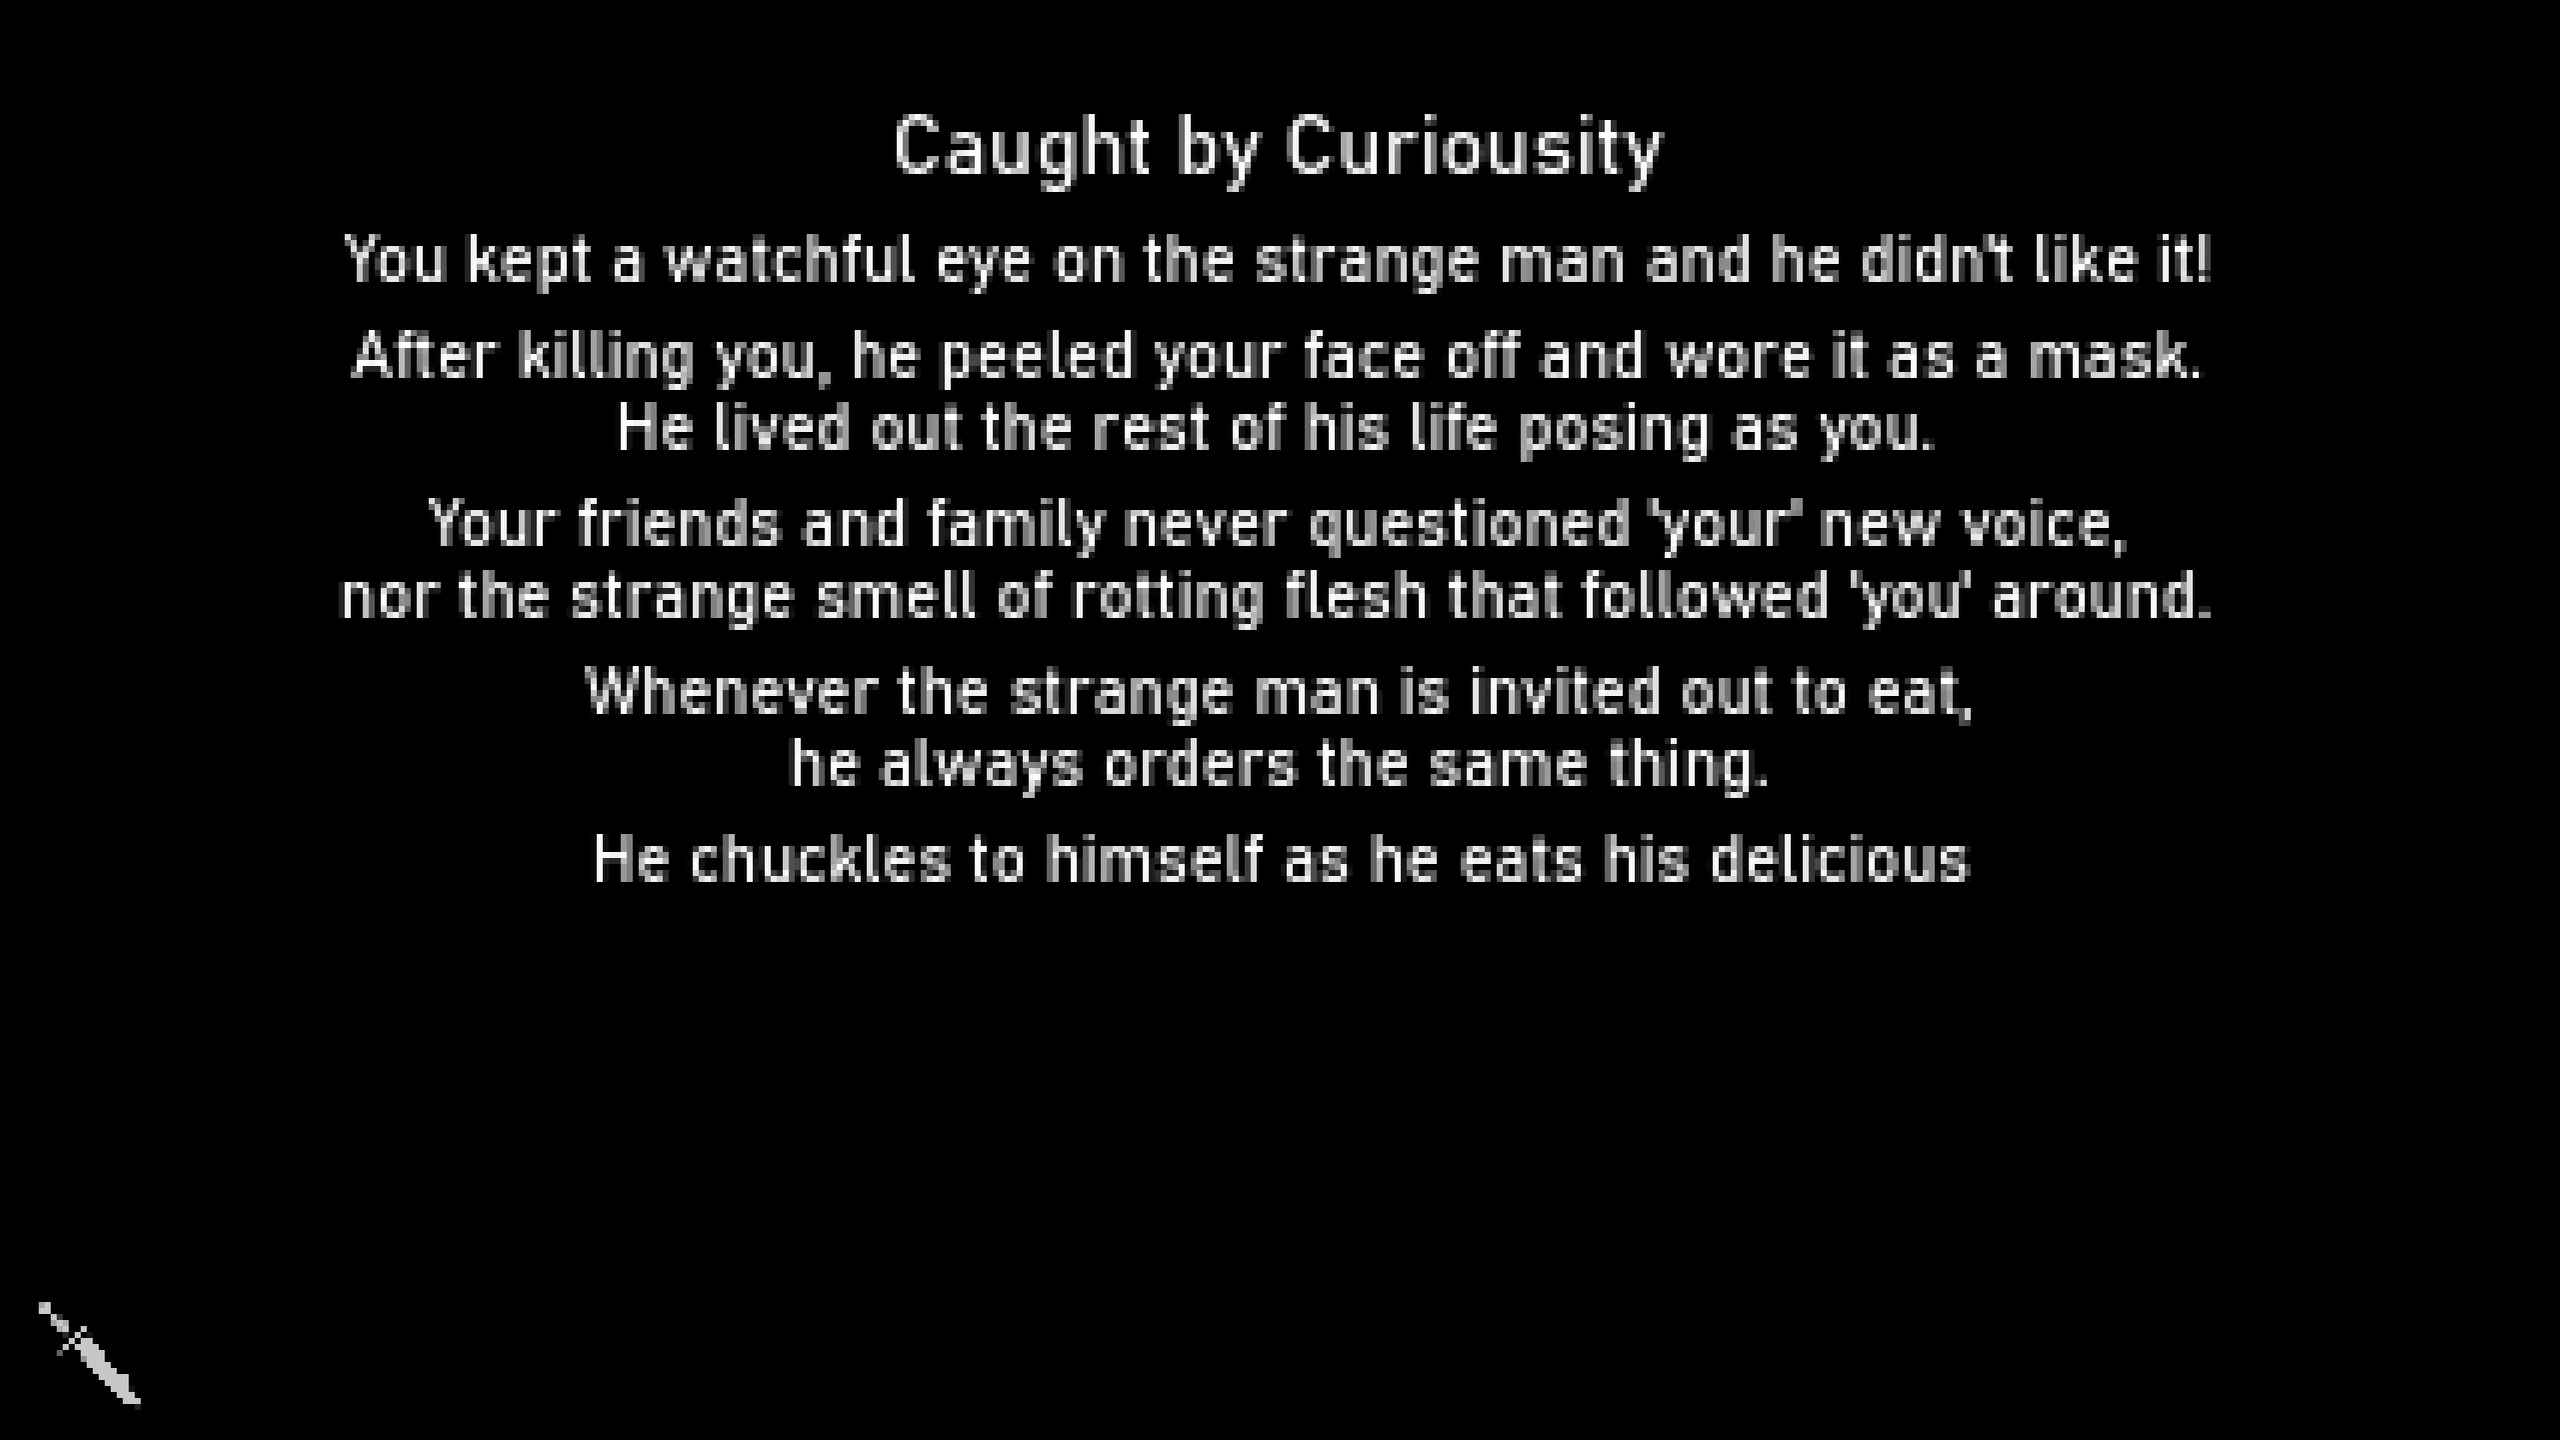 Caught by Curiousity
You kept a watchful eye on the strange man and he didn't like it!
After killing you, he peeled your face off and wore it as a mask.
He lived out the rest of his life posing as you.
Your friends and family never questioned 'your' new voice,
nor the strange smell of rotting flesh that followed 'you' around.
Whenever the strange man is invited out to eat,
he always orders the same thing.
He chuckles to himself as he eats his delicious